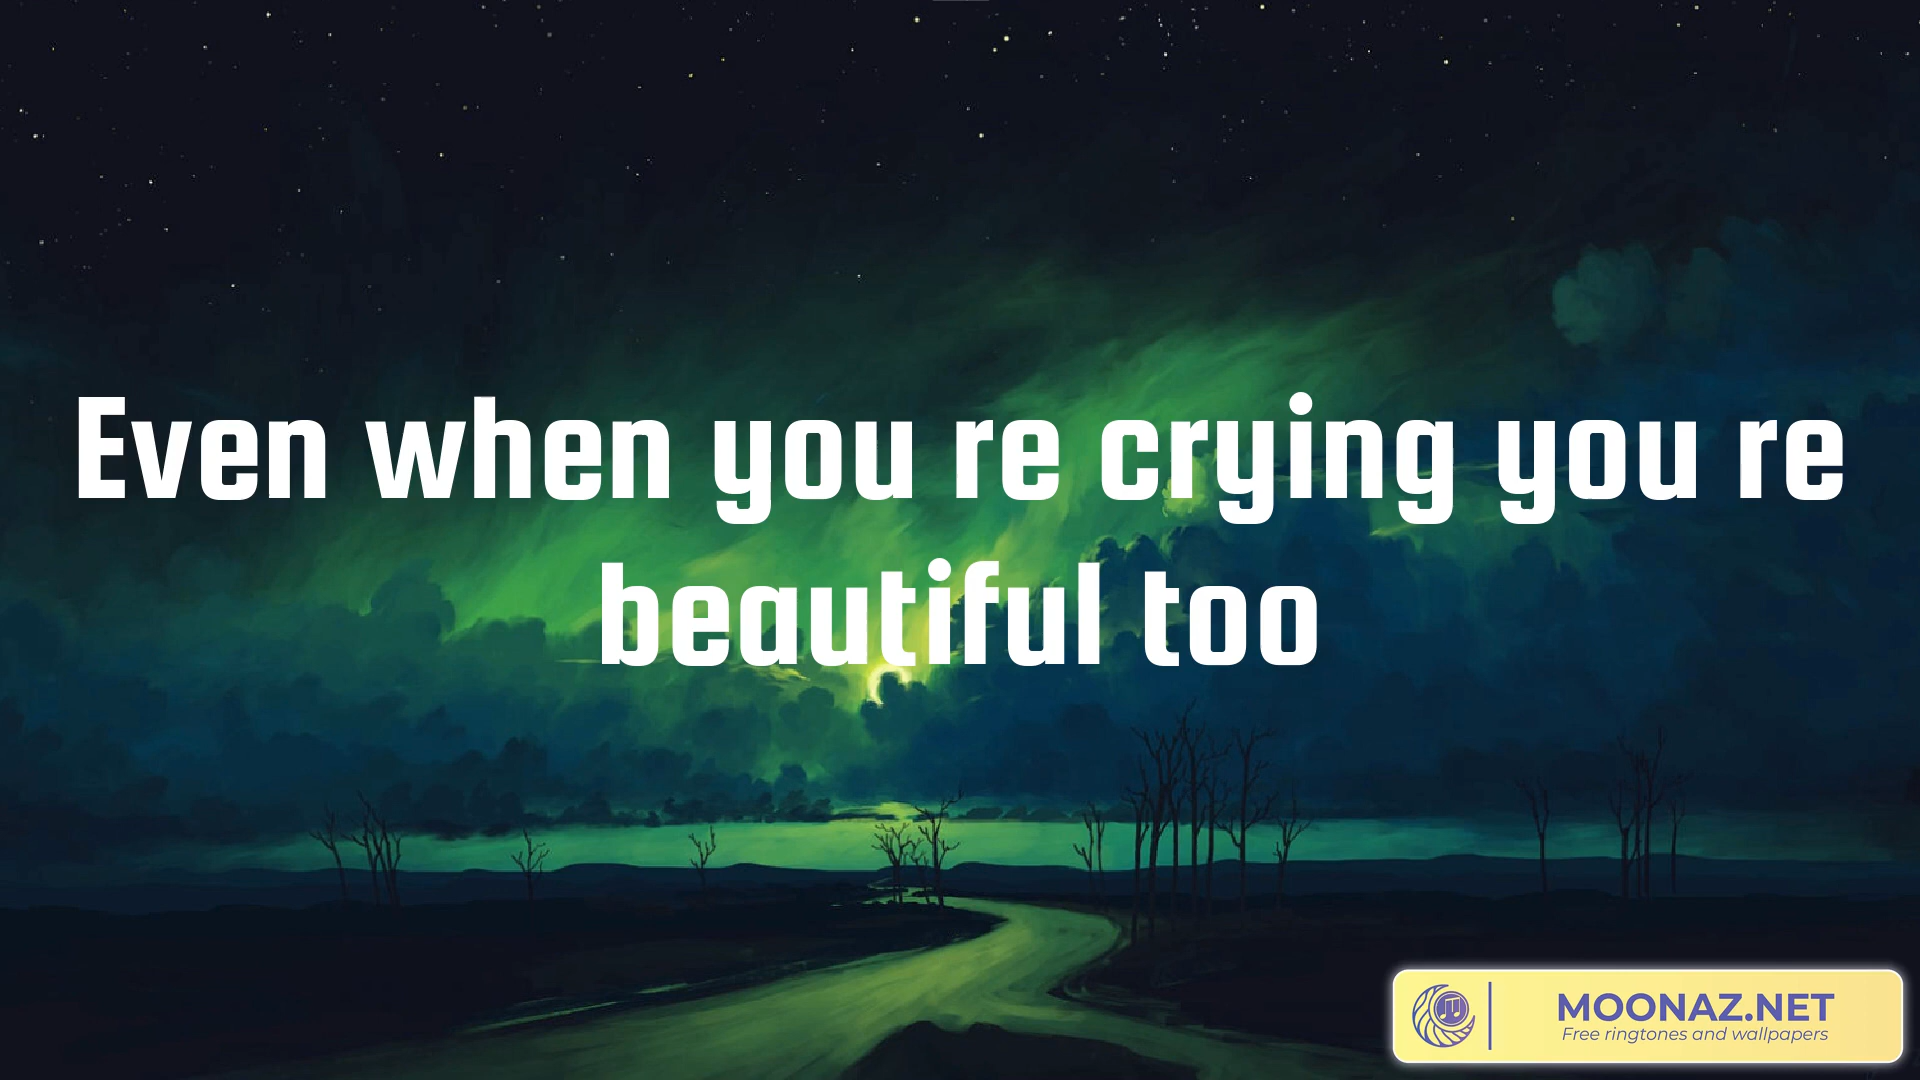 Even when you re crying you re
beautiful too
MOONAZ.NET
Free ringtones and wallpapers